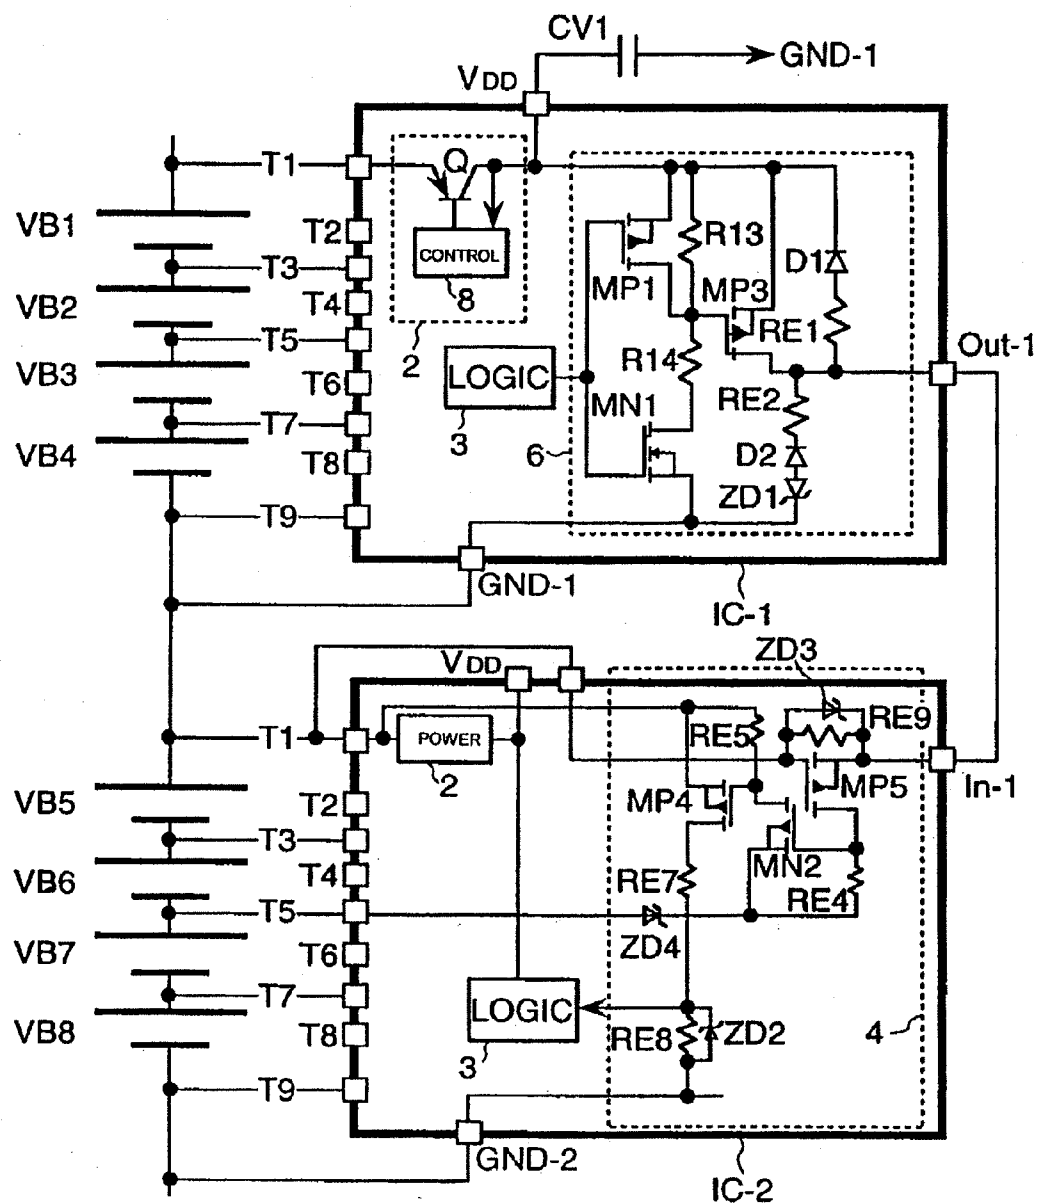 CV1
GND-1
VDD
T1
Q
VB1
T2
CONTROL
R13
D1
T3
8
MP1
MP3
VB2
T4
RE1
T5
2
R14
Out-1
VB3
T6
LOGIC
RE2
T7
3
MN1
VB4
T8
6
D2
ZD1
T9
GND-1
IC-1
VDD
ZD3
RE9
RE5
T1
POWER
2
MP4
MP5
In-1
VB5
T2
T3
MN2
VB6
T4
RE7
RE4
T5
ZD4
VB7
T6
T7
LOGIC
VB8
T8
RE8
ZD2
4
3
T9
GND-2
IC-2